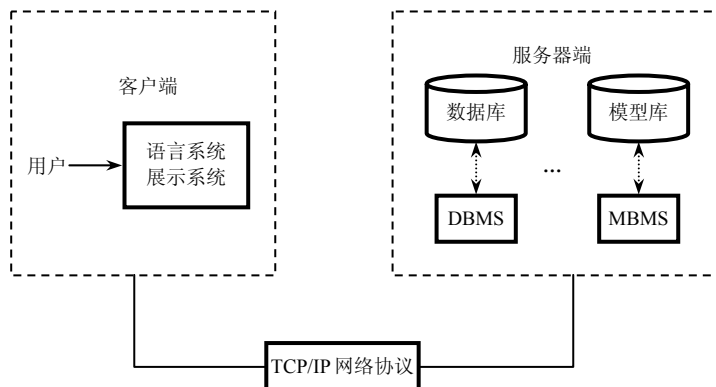 客户端
用户
语言系统
展示系统
服务器端
数据库
模型库
...
DBMS
MBMS
TCP/IP 网络协议